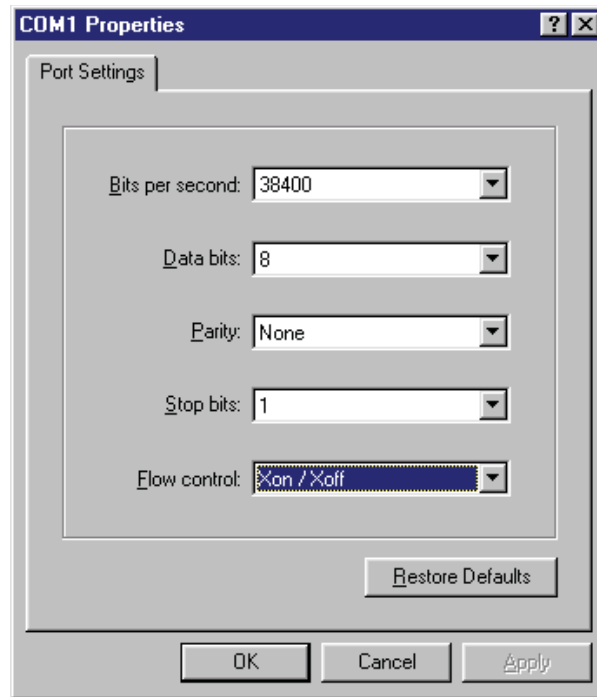 COM1 Properties
Port Settings
Bits per second: 38400
Data bits: 8
Parity: None
Stop bits: 1
Flow control: Xon / Xoff
Restore Defaults
OK Cancel Apply